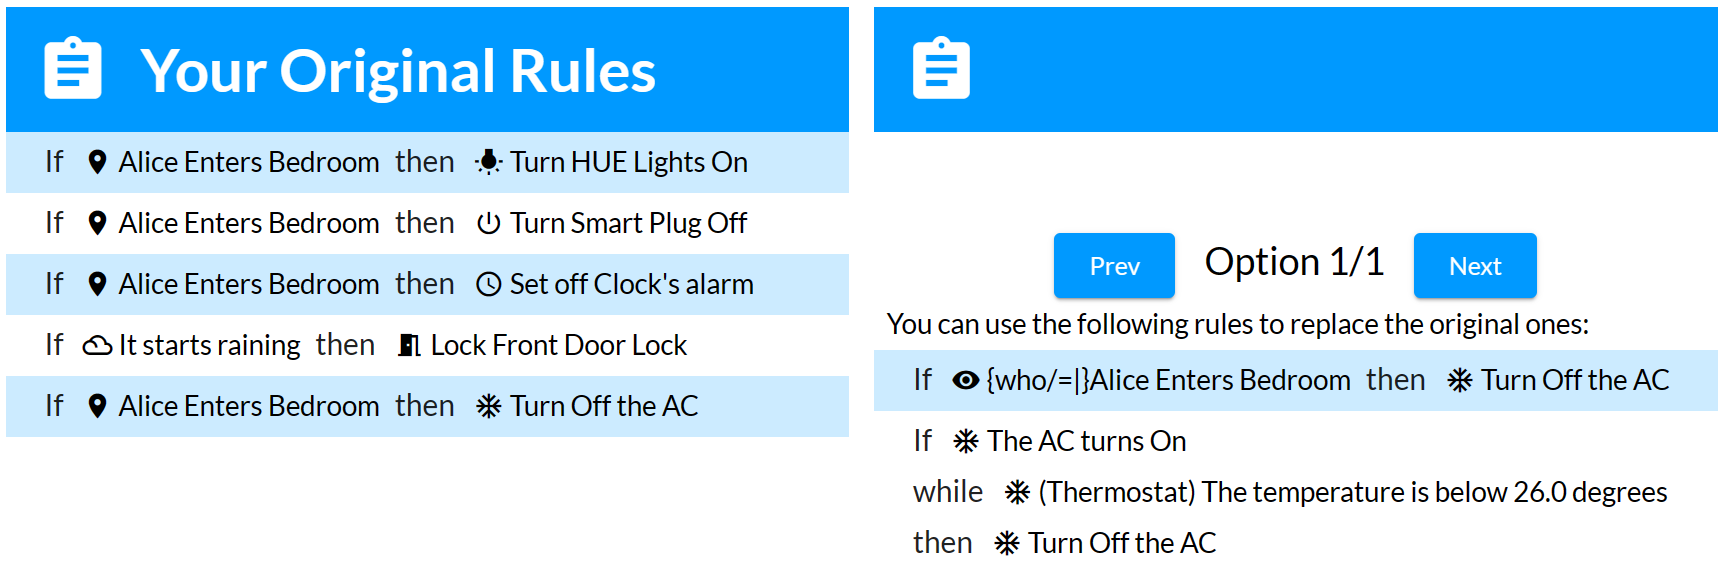 Your Original Rules
If Alice Enters Bedroom then Turn HUE Lights On
If Alice Enters Bedroom then Turn Smart Plug Off
If Alice Enters Bedroom then Set off Clock's alarm
If It starts raining then Lock Front Door Lock
If Alice Enters Bedroom then Turn Off the AC
Prev Option 1/1 Next
You can use the following rules to replace the original ones:
If {who/=|}Alice Enters Bedroom then Turn Off the AC
If The AC turns On
while (Thermostat) The temperature is below 26.0 degrees
then Turn Off the AC